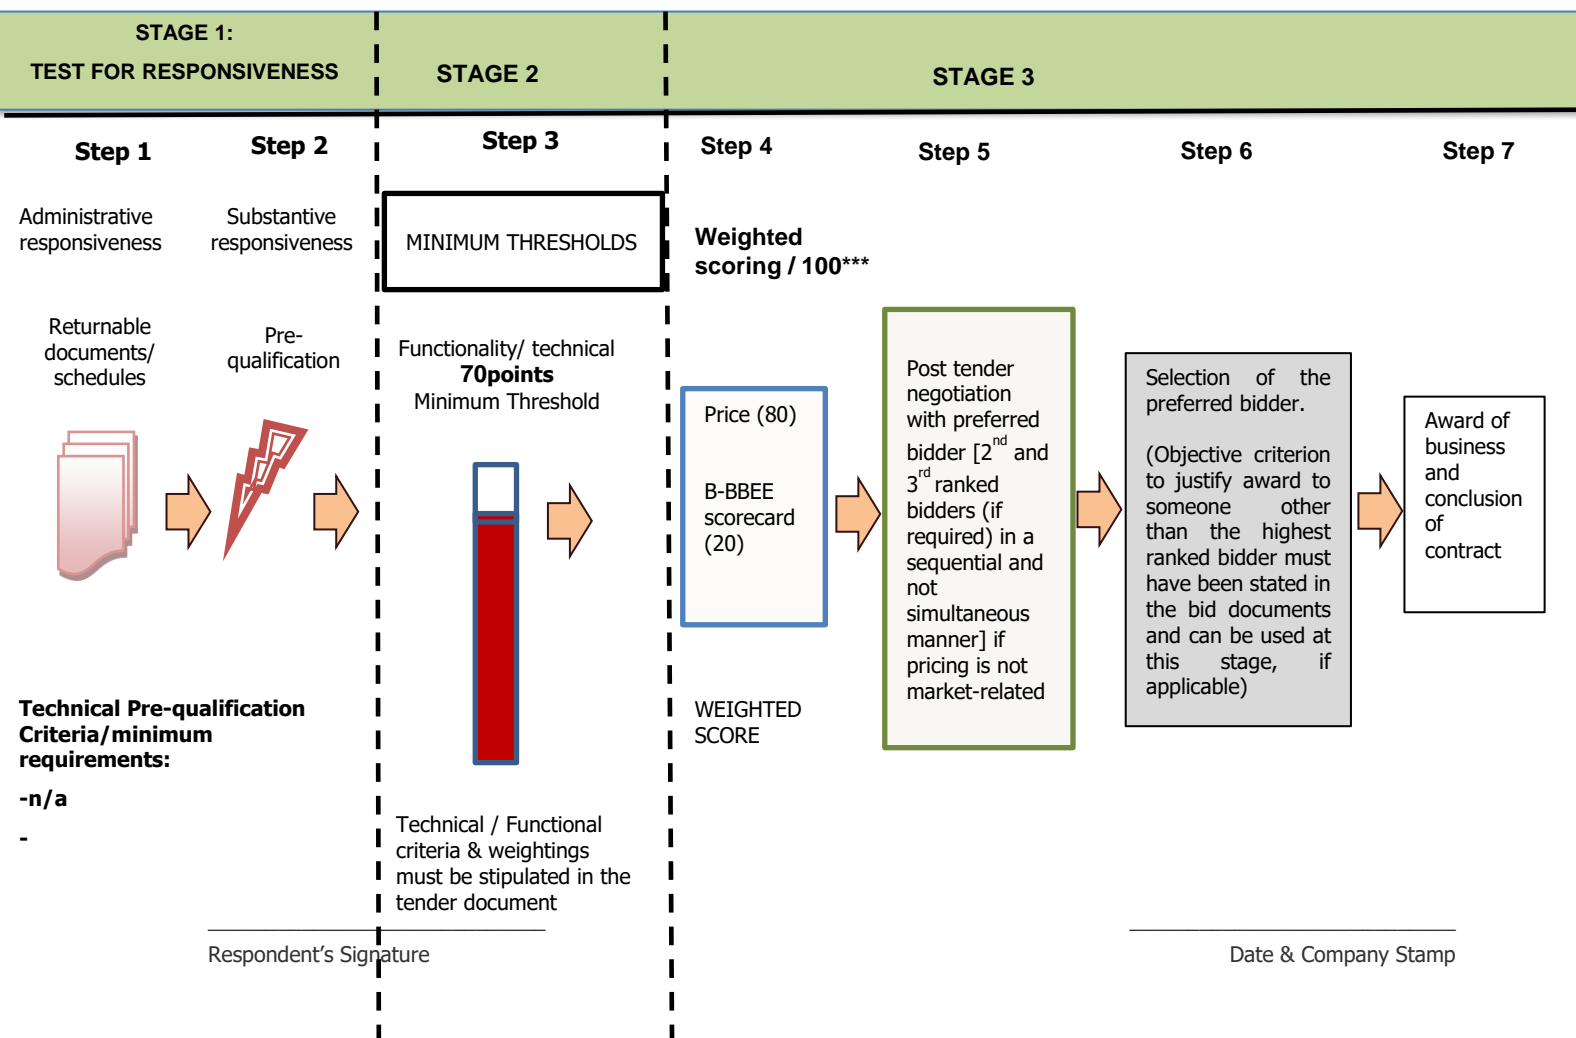 STAGE 1:
TEST FOR RESPONSIVENESS
STAGE 2
STAGE 3
Step 1
Step 2
Step 3
Step 4
Step 5
Step 6
Step 7
Administrative
responsiveness
Substantive
responsiveness
MINIMUM THRESHOLDS
Weighted
scoring / 100***
Returnable
documents/
schedules
Pre-
qualification
Functionality/ technical
70points
Minimum Threshold
Price (80)
B-BBEE
scorecard
(20)
Post tender
negotiation
with preferred
bidder [2nd and
3rd ranked
bidders (if
required) in a
sequential and
not
simultaneous
manner] if
pricing is not
market-related
Selection of the
preferred bidder.
(Objective criterion
to justify award to
someone other
than the highest
ranked bidder must
have been stated in
the bid documents
and can be used at
this stage, if
applicable)
Award of
business
and
conclusion
of
contract
Technical Pre-qualification
Criteria/minimum
requirements:
-n/a
-
WEIGHTED
SCORE
Technical / Functional
criteria & weightings
must be stipulated in the
tender document
Respondent's Signature
Date & Company Stamp